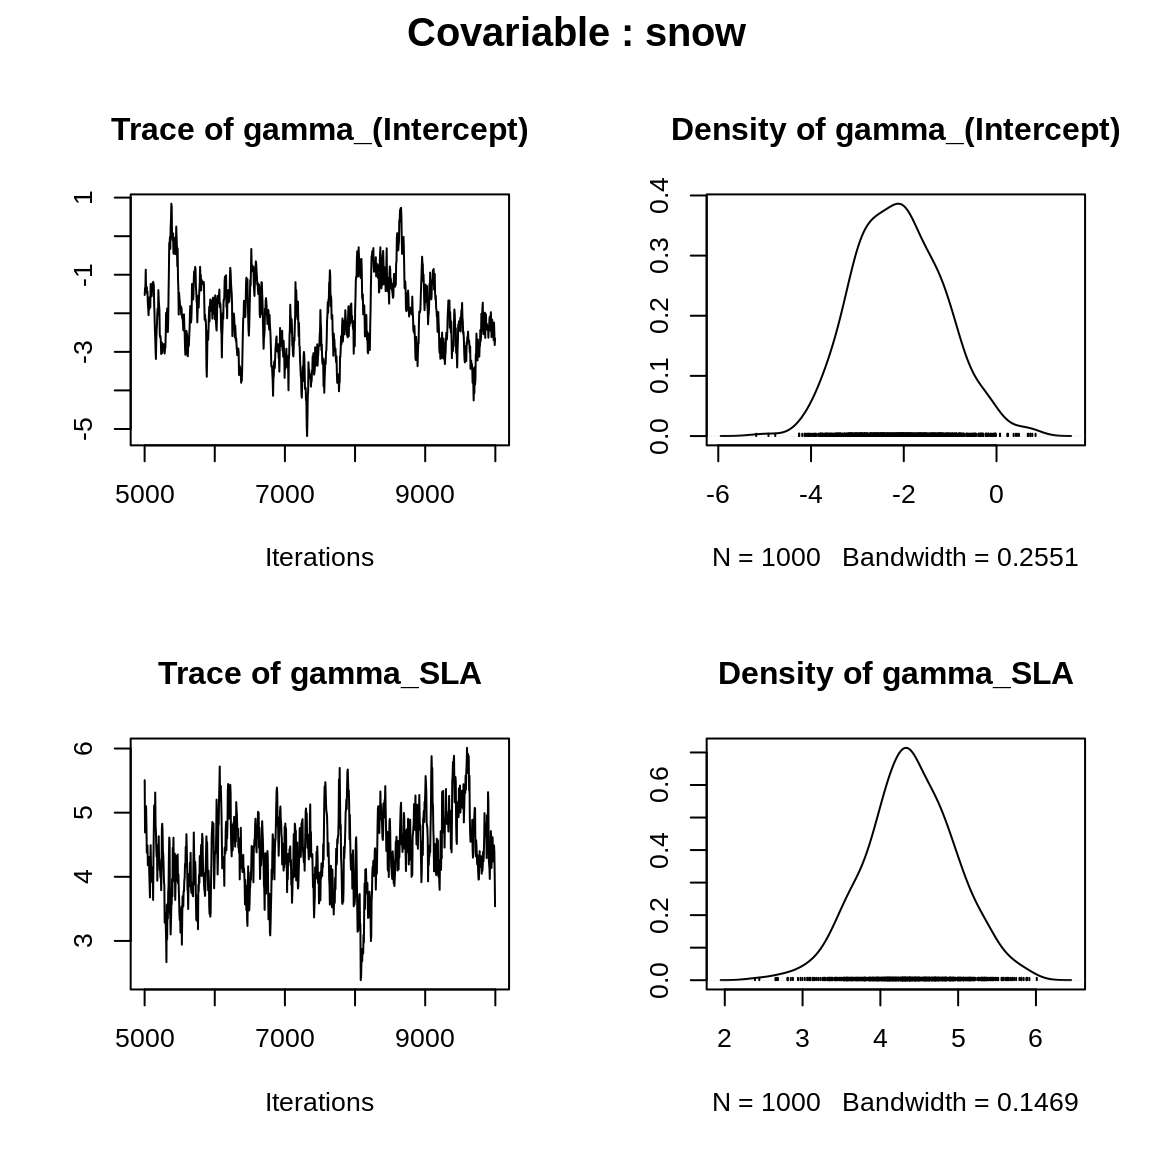 Covariable : snow
Trace of gamma_(Intercept)
1
-1
-3
-5
5000 7000 9000
Iterations
Density of gamma_(Intercept)
0.4
0.3
0.2
0.1
0.0
-6 -4 -2 0
N = 1000 Bandwidth = 0.2551
Trace of gamma_SLA
6
5
4
3
5000 7000 9000
Iterations
Density of gamma_SLA
0.6
0.4
0.2
0.0
2 3 4 5 6
N = 1000 Bandwidth = 0.1469